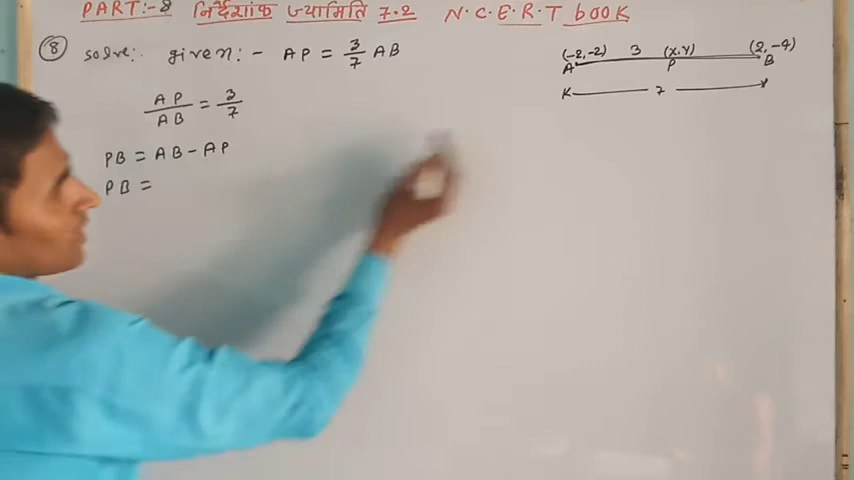 PART:-8 निर्देशांक ज्यामिति 7.2 N.C.E.R.T book
8 solve:- given:- AP = 3/7 AB
AP/AB = 3/7
PB = AB - AP
PB =
(-2,-2) 3 (x,y) (2,-4)
A P B
K 7